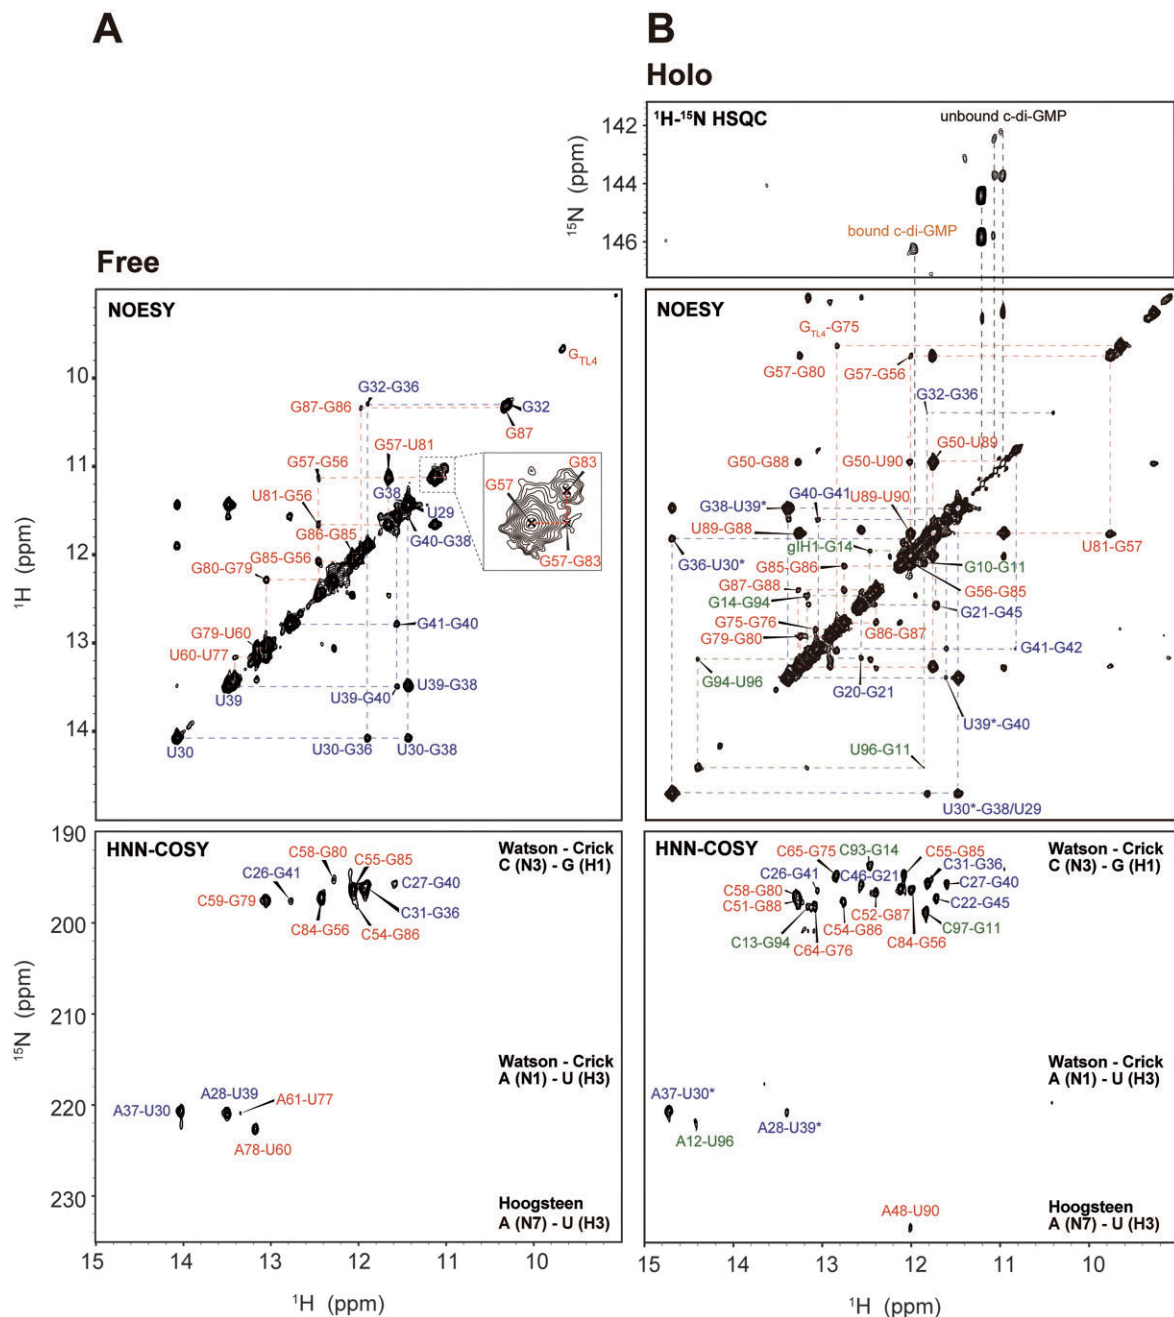 A
B
Holo
¹H-¹⁵N HSQC
unbound c-di-GMP
bound c-di-GMP
142
144
146
¹⁵N (ppm)
Free
NOESY
G_TL4
G32-G36
G87-G86
G32
G87
G57-U81
G57-G56
G38
U81-G56
U29
G86-G85
G40-G38
G85-G56
G80-G79
G41-G40
G79-U60
U60-U77
U39
U39-G40
U39-G38
U30
U30-G36
U30-G38
G83
G57
G57-G83
10
11
12
13
14
¹H (ppm)
NOESY
G_TL4-G75
G57-G80
G57-G56
G32-G36
G50-U89
G50-G88
G50-U90
G38-U39*
G40-G41
U89-U90
U89-G88
U81-G57
G36-U30*
glH1-G14
G10-G11
G85-G86
G56-G85
G87-G88
G14-G94
G21-G45
G75-G76
G86-G87
G79-G80
G41-G42
G94-U96
G20-G21
U39*-G40
U96-G11
U30*-G38/U29
HNN-COSY
Watson - Crick
C (N3) - G (H1)
C58-G80
C55-G85
C26-G41
C27-G40
C59-G79
C31-G36
C84-G56
C54-G86
Watson - Crick
A (N1) - U (H3)
A28-U39
A37-U30
A61-U77
A78-U60
Hoogsteen
A (N7) - U (H3)
190
200
210
220
230
¹⁵N (ppm)
15
14
13
12
11
10
¹H (ppm)
HNN-COSY
Watson - Crick
C (N3) - G (H1)
C93-G14
C65-G75
C55-G85
C26-G41
C46-G21
C31-G36
C58-G80
C27-G40
C51-G88
C22-G45
C52-G87
C54-G86
C97-G11
C13-G94
C64-G76
C84-G56
Watson - Crick
A (N1) - U (H3)
A37-U30*
A28-U39*
A12-U96
A48-U90
Hoogsteen
A (N7) - U (H3)
15
14
13
12
11
10
¹H (ppm)